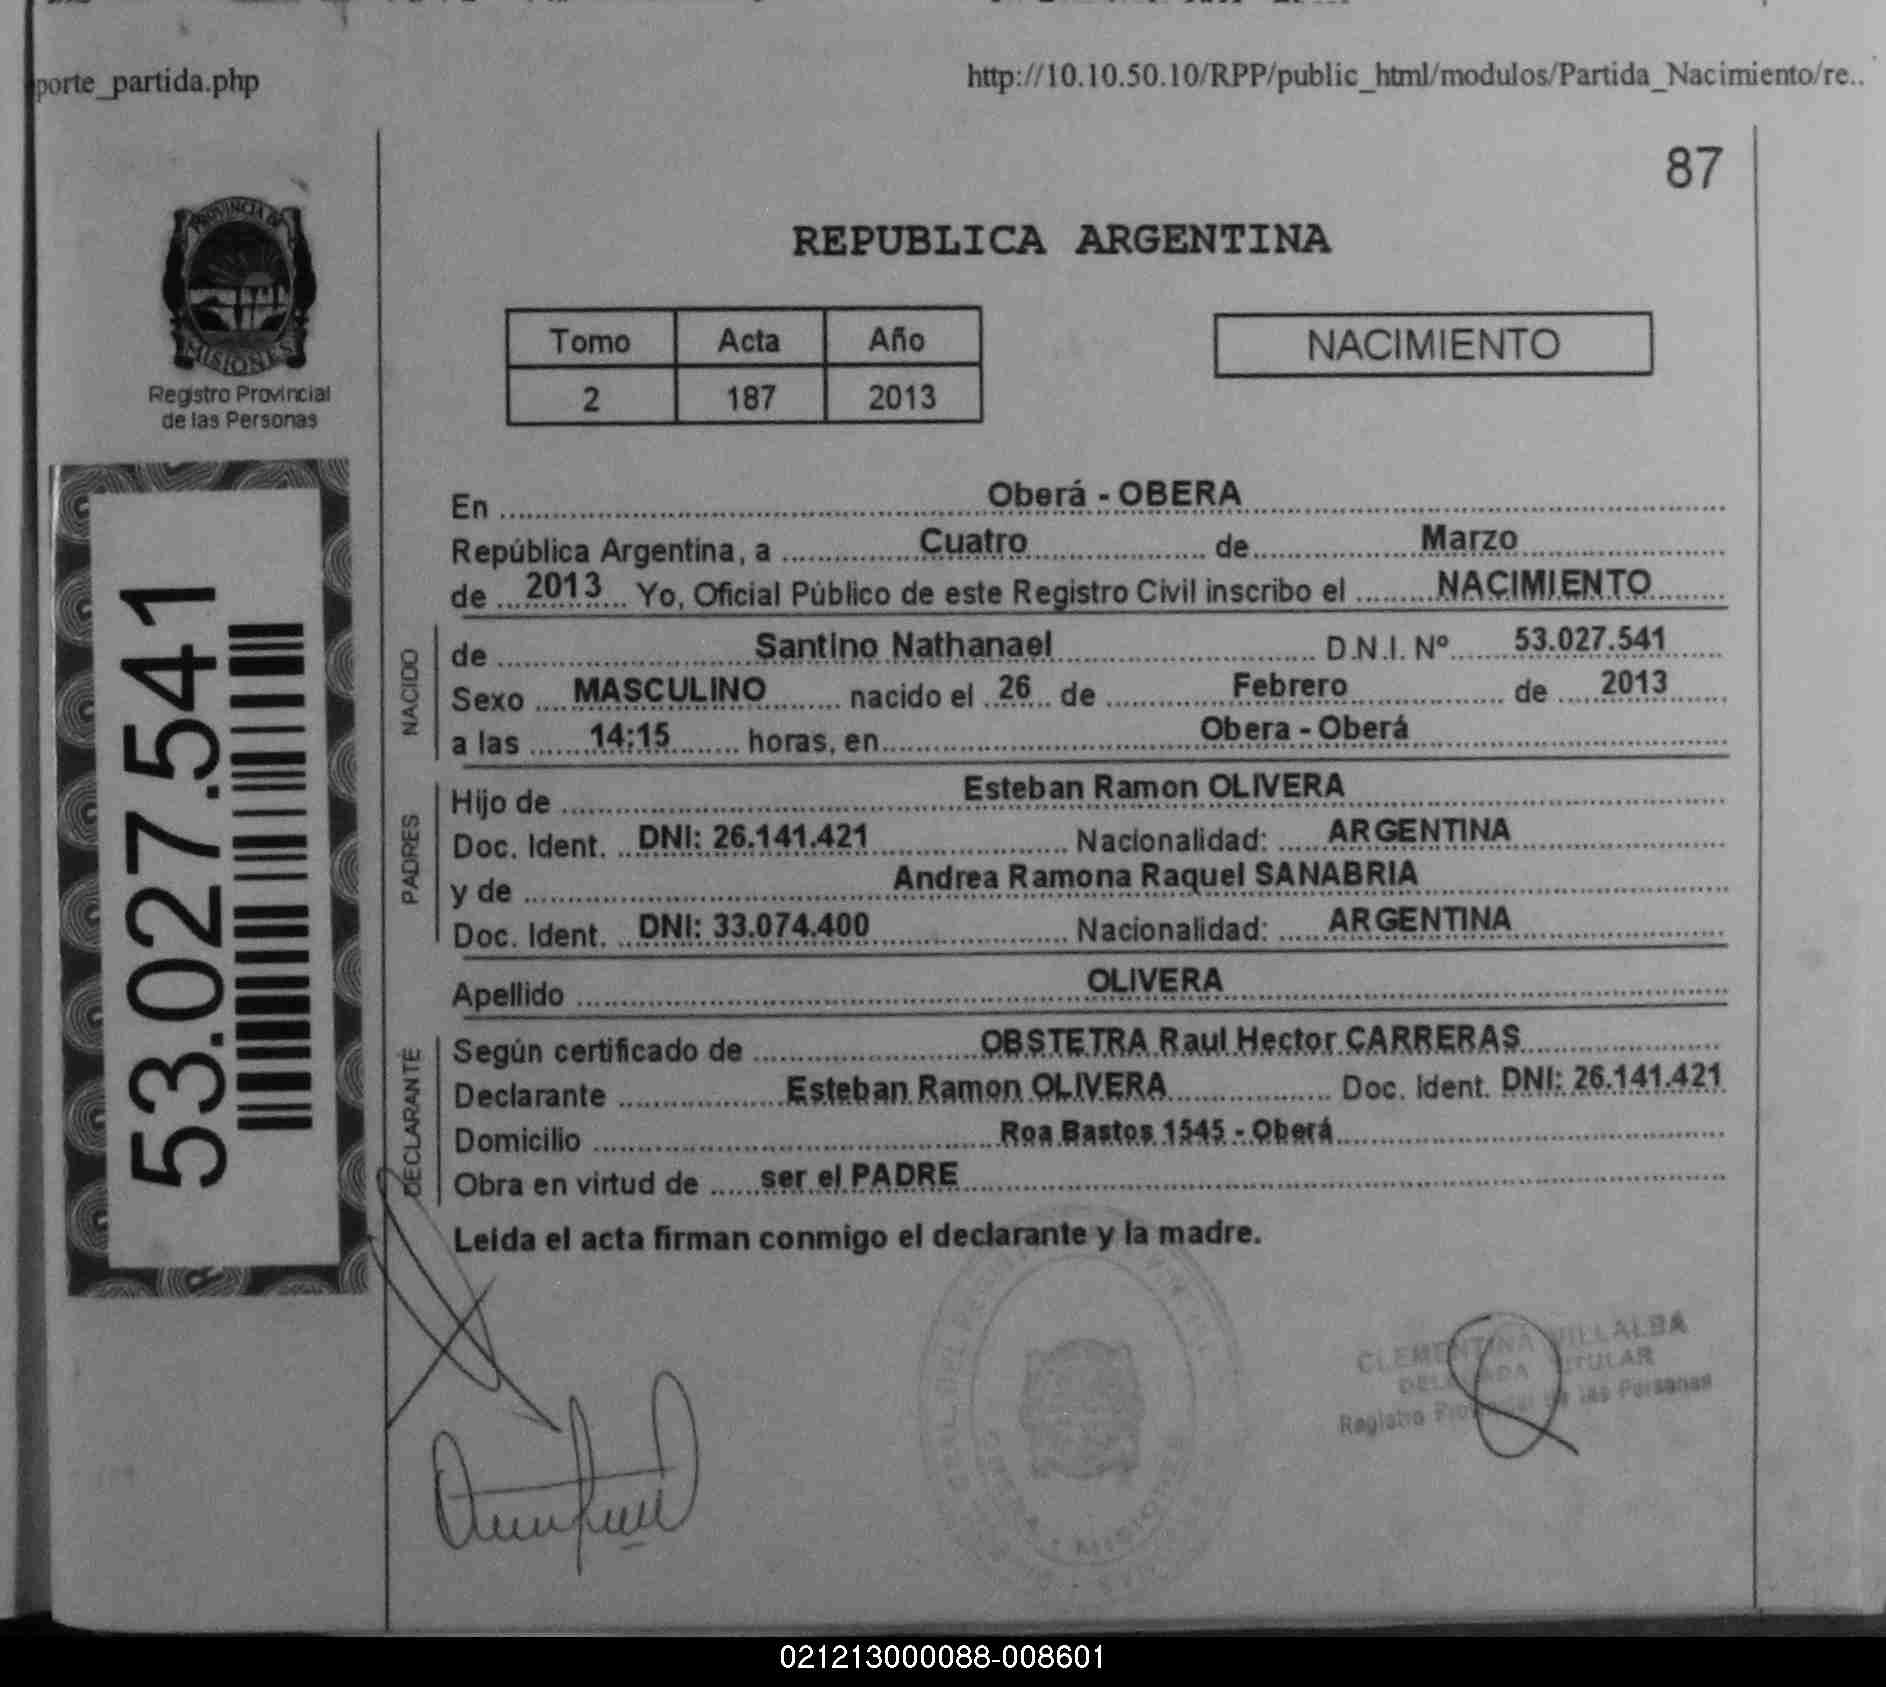 porte_partida.php
http://10.10.50.10/RPP/public_html/modulos/Partida_Nacimiento/re..
87
PROVINCIA DE
MISIONES
Registro Provincial
de las Personas
REPUBLICA ARGENTINA
Tomo Acta Año
2 187 2013
NACIMIENTO
53.027.541
En Oberá - OBERA
República Argentina, a Cuatro de Marzo
de 2013 Yo, Oficial Público de este Registro Civil inscribo el NACIMIENTO
NACIDO
de Santino Nathanael D.N.I. Nº 53.027.541
Sexo MASCULINO nacido el 26 de Febrero de 2013
a las 14:15 horas, en Obera - Oberá
PADRES
Hijo de Esteban Ramon OLIVERA
Doc. Ident. DNI: 26.141.421 Nacionalidad: ARGENTINA
y de Andrea Ramona Raquel SANABRIA
Doc. Ident. DNI: 33.074.400 Nacionalidad: ARGENTINA
Apellido OLIVERA
DECLARANTE
Según certificado de OBSTETRA Raul Hector CARRERAS
Declarante Esteban Ramon OLIVERA Doc. Ident. DNI: 26.141.421
Domicilio Roa Bastos 1545 - Oberá
Obra en virtud de ser el PADRE
Leida el acta firman conmigo el declarante y la madre.
CLEMENTINA VILLALBA
DELEGADA TITULAR
Registro Provincial de las Personas
021213000088-008601